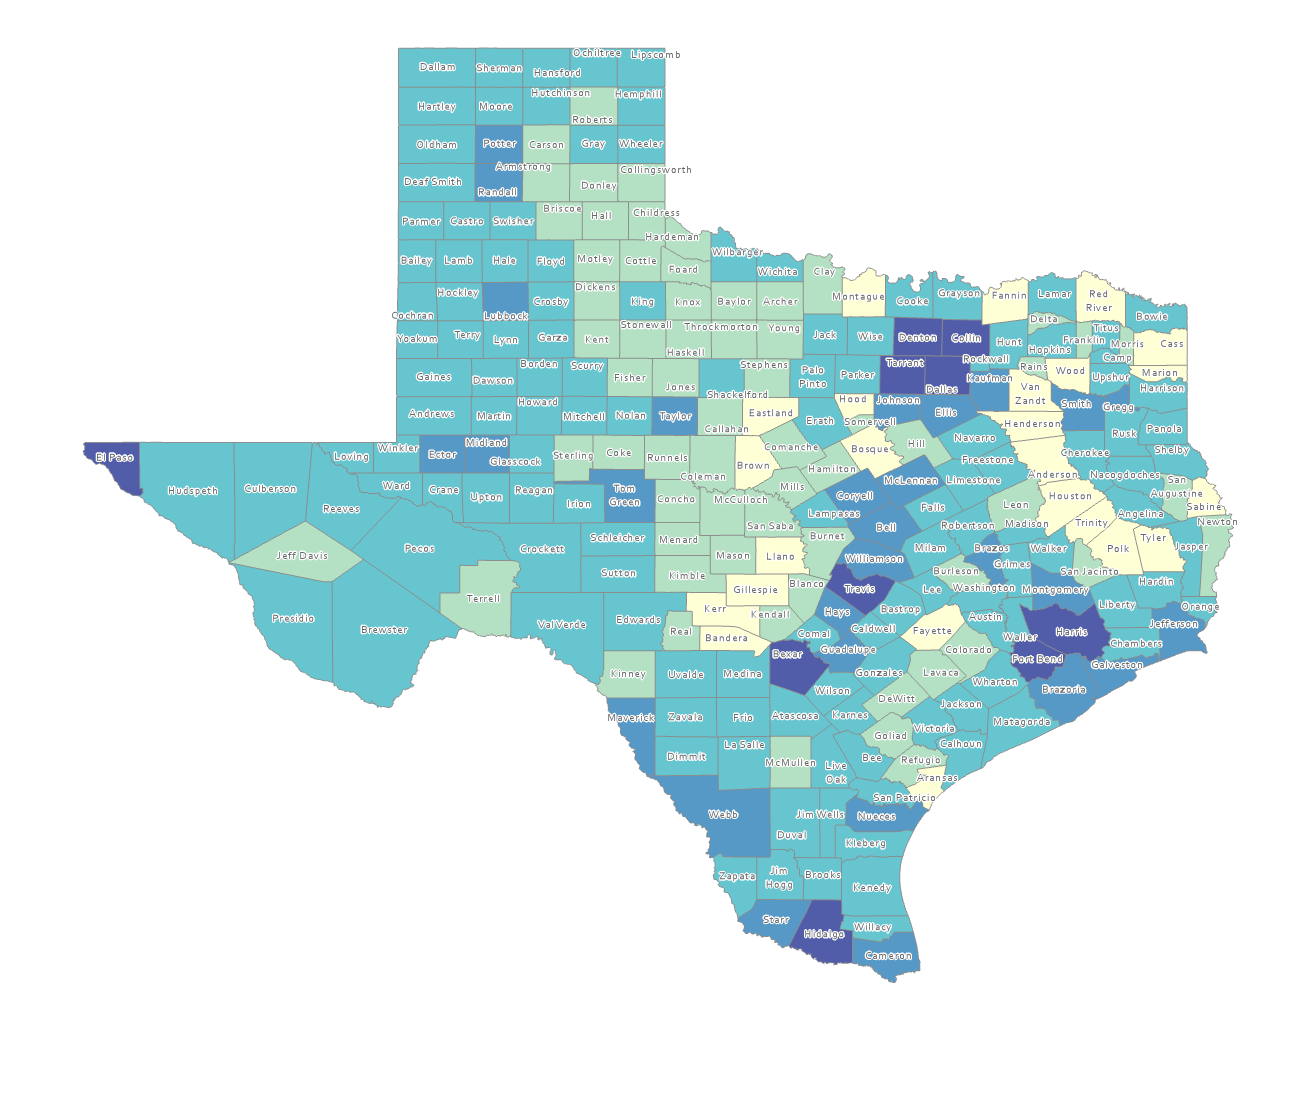 Ochiltree
Lipscomb
Dallam
Sherman
Hansford
Hutchinson
Hemphill
Hartley
Moore
Roberts
Oldham
Potter
Carson
Gray
Wheeler
Armstrong
Collingsworth
Deaf Smith
Randall
Donley
Parmer
Castro
Swisher
Briscoe
Hall
Childress
Hardeman
Bailey
Lamb
Hale
Floyd
Motley
Cottle
Foard
Wilbarger
Wichita
Clay
Montague
Cooke
Grayson
Fannin
Lamar
Red
River
Bowie
Cochran
Hockley
Lubbock
Crosby
Dickens
King
Knox
Baylor
Archer
Delta
Titus
Franklin
Morris
Cass
Yoakum
Terry
Lynn
Garza
Kent
Stonewall
Haskell
Throckmorton
Young
Jack
Wise
Denton
Collin
Rockwall
Hunt
Hopkins
Camp
Rains
Wood
Upshur
Marion
Harrison
Gaines
Dawson
Borden
Scurry
Fisher
Jones
Shackelford
Stephens
Palo
Pinto
Parker
Tarrant
Dallas
Kaufman
Van
Zandt
Smith
Gregg
Andrews
Martin
Howard
Mitchell
Nolan
Taylor
Callahan
Eastland
Erath
Hood
Somervell
Johnson
Ellis
Henderson
Rusk
Panola
El Paso
Hudspeth
Culberson
Reeves
Loving
Winkler
Ector
Midland
Glasscock
Sterling
Coke
Runnels
Coleman
Brown
Comanche
Hamilton
Bosque
Hill
Navarro
Freestone
Limestone
Anderson
Cherokee
Nacogdoches
Shelby
San
Augustine
Sabine
Ward
Crane
Upton
Reagan
Irion
Tom
Green
Concho
McCulloch
San Saba
Mills
Lampasas
Coryell
McLennen
Falls
Bell
Robertson
Leon
Madison
Houston
Trinity
Angelina
Polk
Tyler
Jasper
Newton
Jeff Davis
Pecos
Crockett
Schleicher
Menard
Mason
Llano
Burnet
Williamson
Milam
Brazos
Grimes
Walker
San Jacinto
Hardin
Presidio
Brewster
Terrell
Sutton
Kimble
Gillespie
Blanco
Travis
Lee
Burleson
Washington
Montgomery
Liberty
Orange
Val Verde
Edwards
Kerr
Kendall
Real
Bandera
Comal
Hays
Caldwell
Bastrop
Fayette
Austin
Waller
Harris
Chambers
Jefferson
Galveston
Kinney
Uvalde
Medina
Bexar
Guadalupe
Gonzales
Lavaca
Colorado
Fort Bend
Brazoria
Wharton
Maverick
Zavala
Frio
Atascosa
Wilson
Karnes
DeWitt
Jackson
Matagorda
Victoria
Goliad
Calhoun
Dimmit
La Salle
McMullen
Live
Oak
Bee
Refugio
Aransas
San Patricio
Webb
Duval
Jim Wells
Nueces
Kleberg
Zapata
Jim
Hogg
Brooks
Kenedy
Starr
Hidalgo
Willacy
Cameron